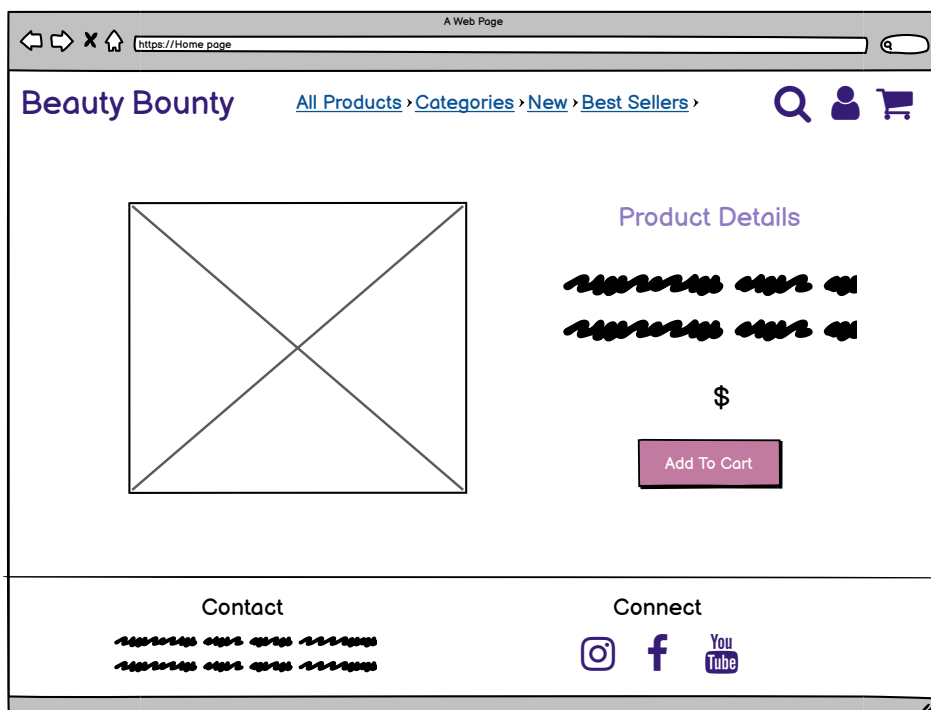 A Web Page
https://Home page
Beauty Bounty
All Products › Categories › New › Best Sellers ›
Product Details
$
Add To Cart
Contact
Connect
You
Tube